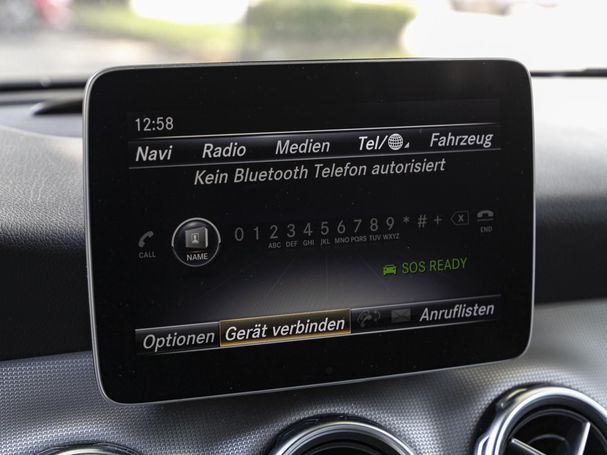 12:58
Navi Radio Medien Tel/ Fahrzeug
Kein Bluetooth Telefon autorisiert
0 1 2 3 4 5 6 7 8 9 * # +
ABC DEF GHI JKL MNO PQRS TUV WXYZ
CALL NAME END
SOS READY
Optionen Gerät verbinden Anruflisten